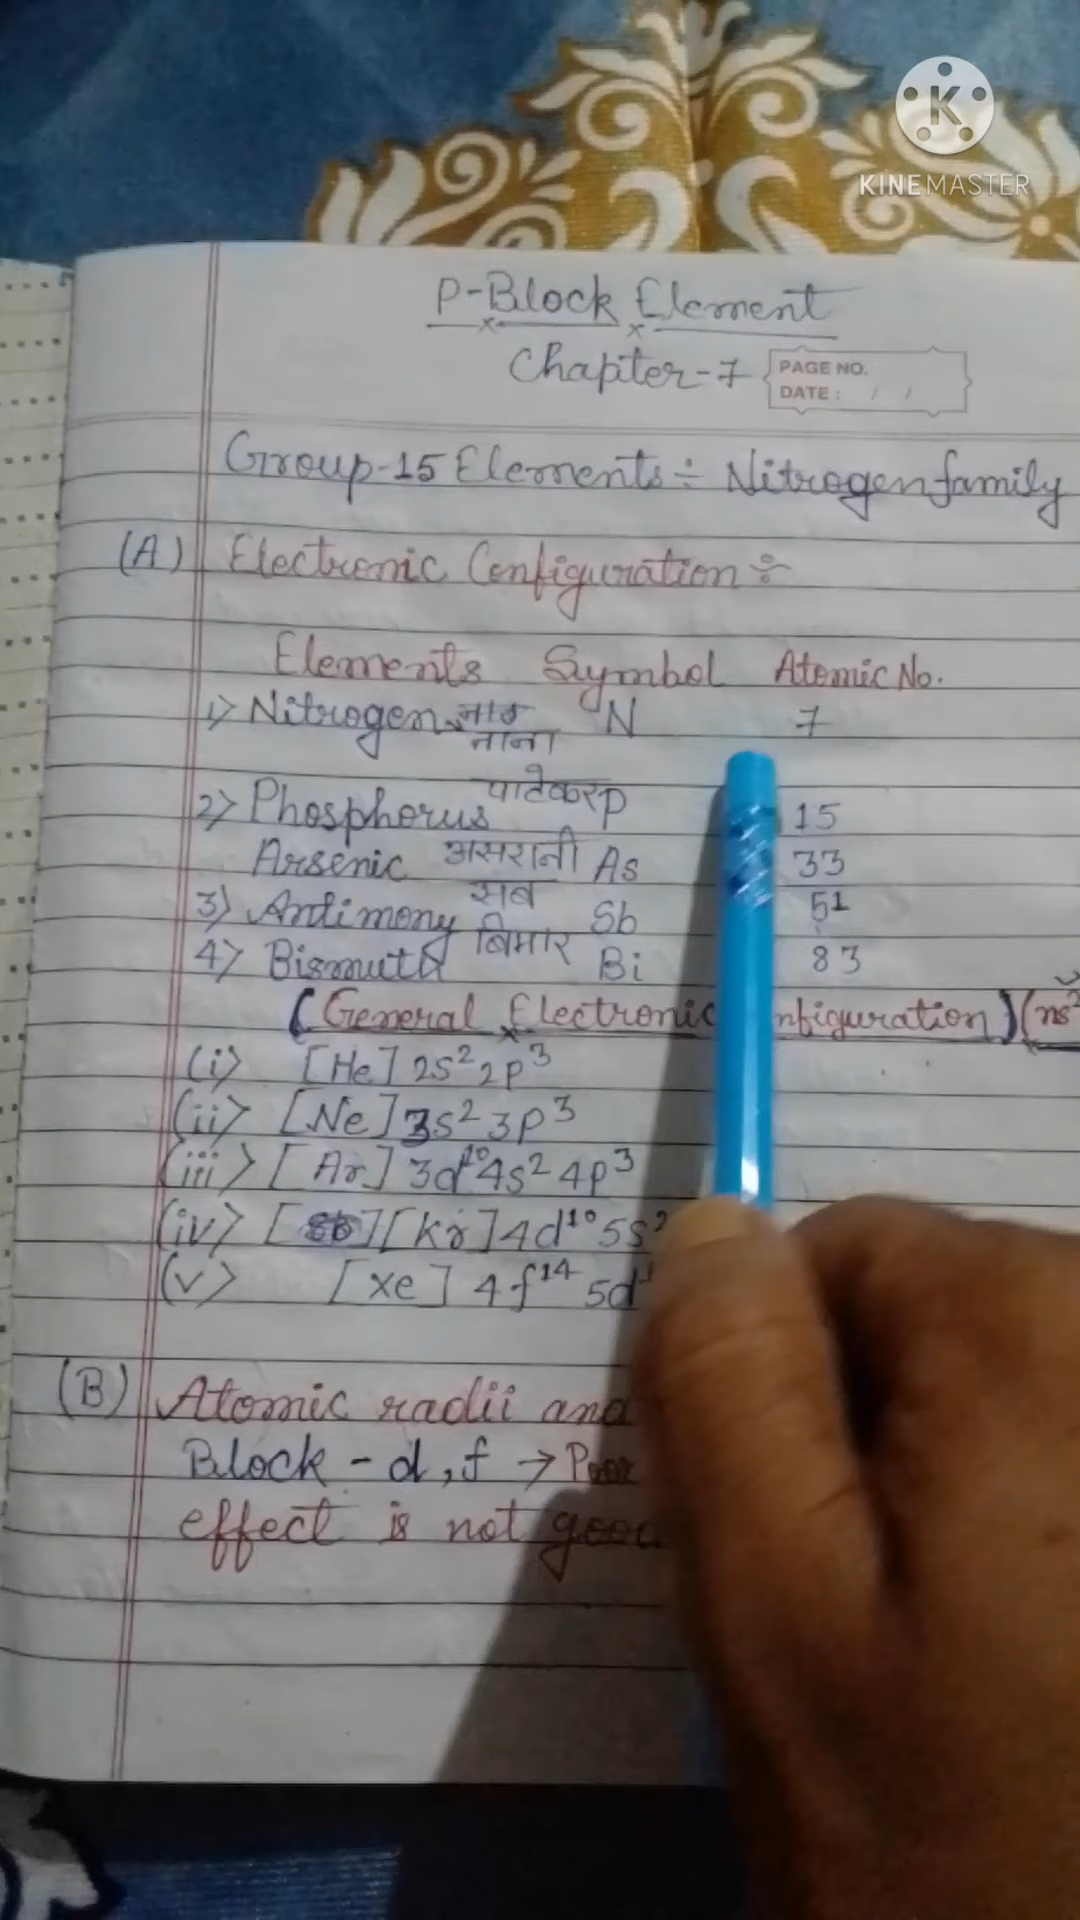 KINEMASTER
P-Block Element
Chapter-7
PAGE NO.
DATE : / /
Group-15 Elements ÷ Nitrogen family
(A) Electronic Configuration ÷
Elements Symbol Atomic No.
1) Nitrogen N 7
नाना
पाटेकर
2) Phosphorus P 15
Arsenic असरानी As 33
सब
3) Antimony Sb 51
4) Bismuth बिमार Bi 83
(General Electronic nfiguration) (ns²
(i) [He] 2s² 2p³
(ii) [Ne] 3s² 3p³
(iii) [Ar] 3d¹⁰ 4s² 4p³
(iv) [Kr] 4d¹⁰ 5s²
(v) [xe] 4f¹⁴ 5d
(B) Atomic radii and
Block - d, f → Poor
effect is not good